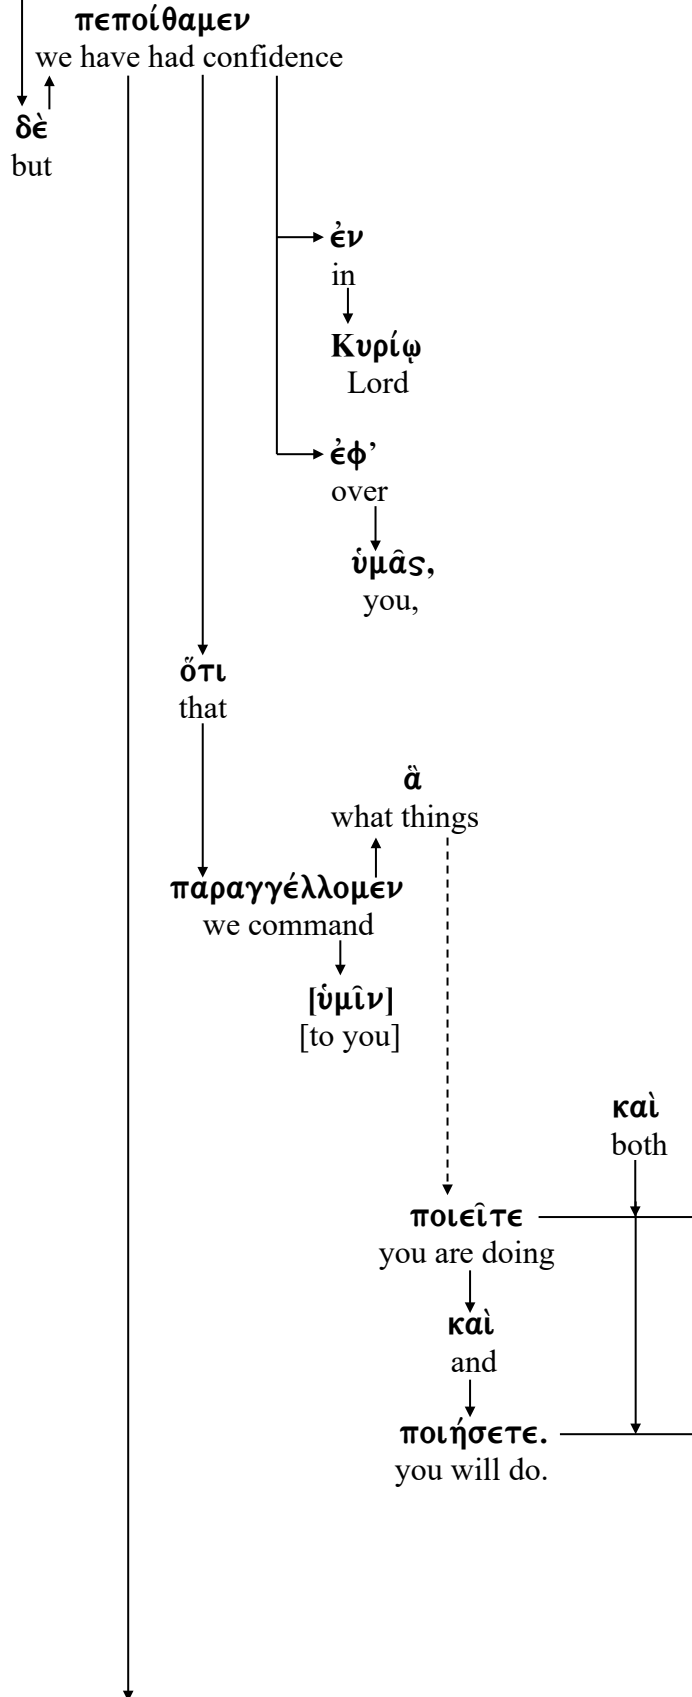 πεποίθαμεν
we have had confidence
δὲ
but
ἐν
in
Κυρίῳ
Lord
ἐφ’
over
ὑμᾶς,
you,
ὅτι
that
ἃ
what things
παραγγέλλομεν
we command
[ὑμῖν]
[to you]
καὶ
both
ποιεῖτε
you are doing
καὶ
and
ποιήσετε.
you will do.